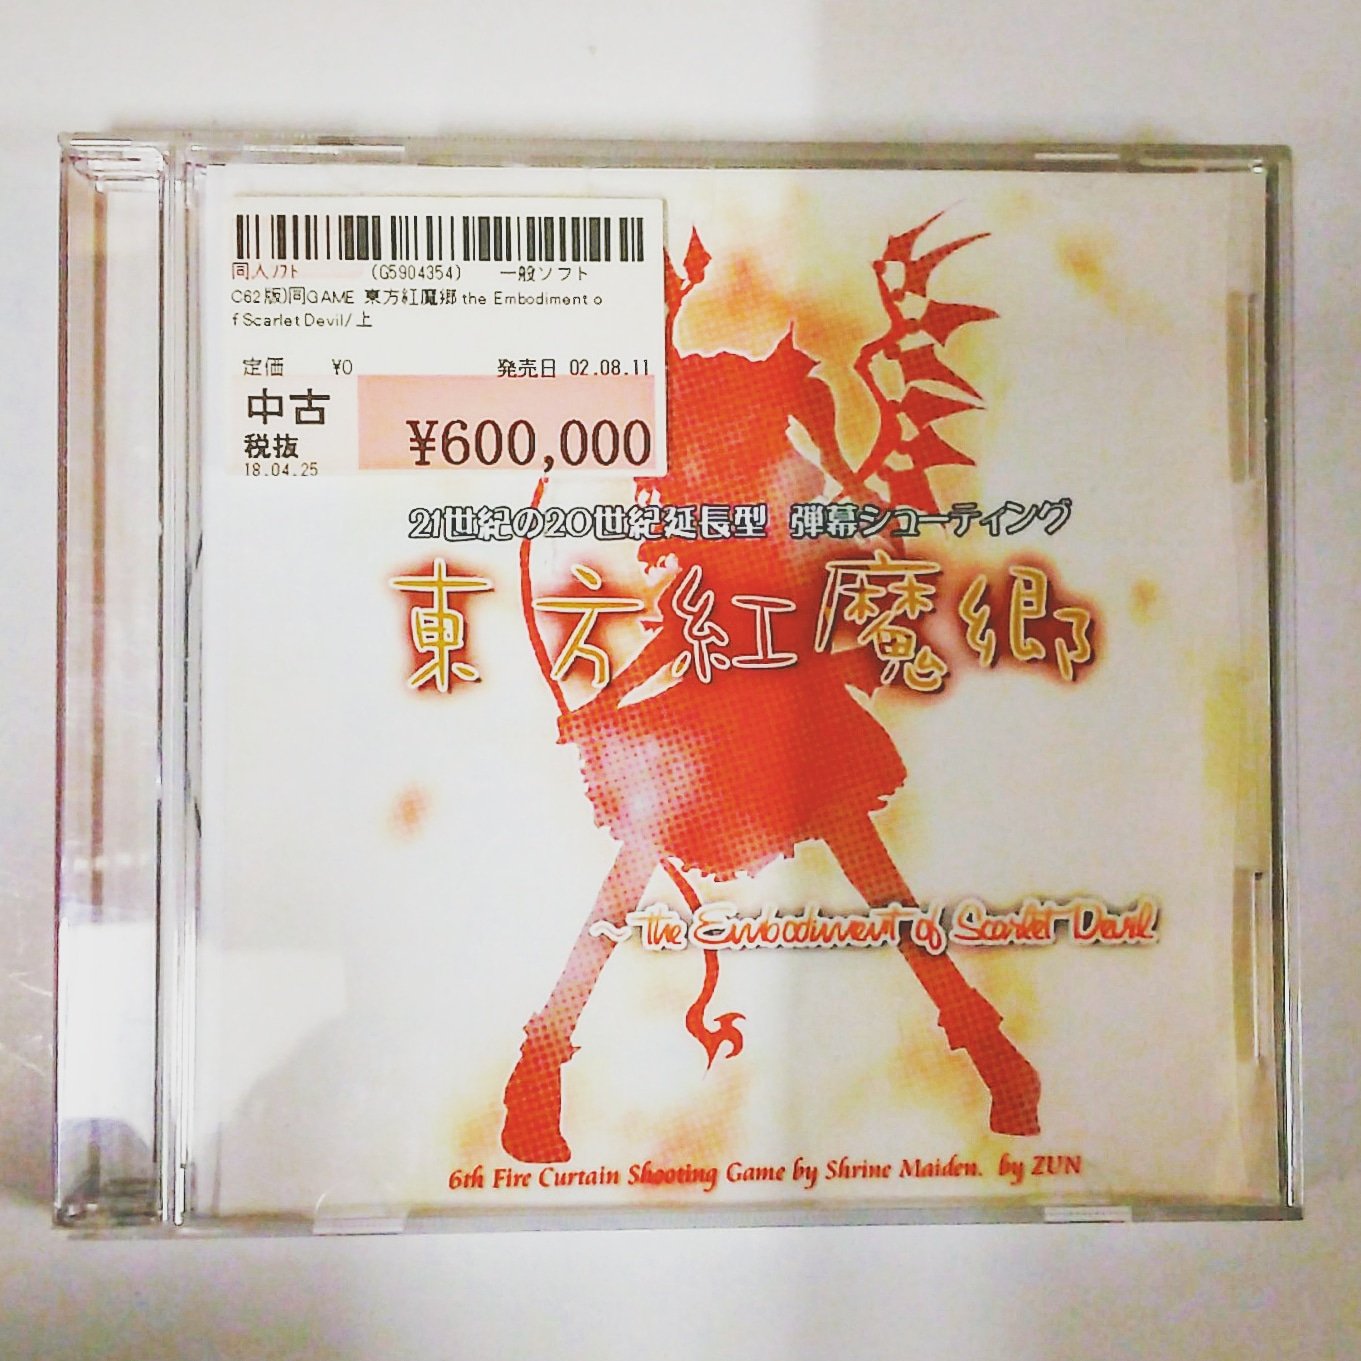 同人ソフト (G5904354) 一般ソフト
C62版)同GAME 東方紅魔郷 the Embodiment o
f Scarlet Devil/上
定価 ¥0 発売日 02.08.11
中古 ¥600,000
税抜
18.04.25
21世紀の20世紀延長型 弾幕シューティング
東方紅魔郷
~ the Embodiment of Scarlet Devil
6th Fire Curtain Shooting Game by Shrine Maiden. by ZUN